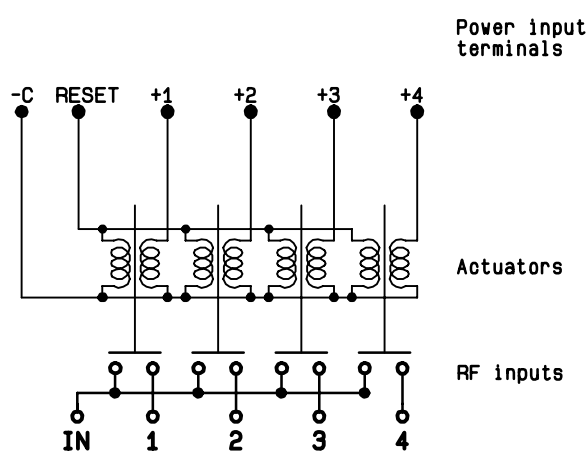 Power input
terminals
-C RESET +1 +2 +3 +4
Actuators
RF inputs
IN 1 2 3 4